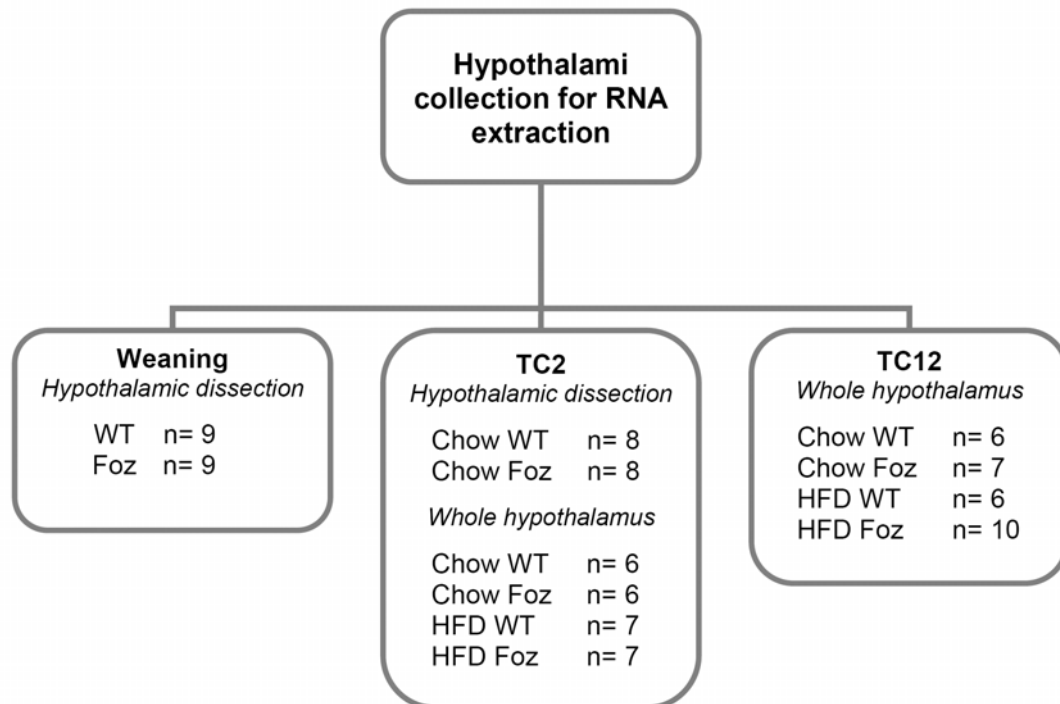 Hypothalami
collection for RNA
extraction
Weaning
Hypothalamic dissection
WT n= 9
Foz n= 9
TC2
Hypothalamic dissection
Chow WT n= 8
Chow Foz n= 8
Whole hypothalamus
Chow WT n= 6
Chow Foz n= 6
HFD WT n= 7
HFD Foz n= 7
TC12
Whole hypothalamus
Chow WT n= 6
Chow Foz n= 7
HFD WT n= 6
HFD Foz n= 10